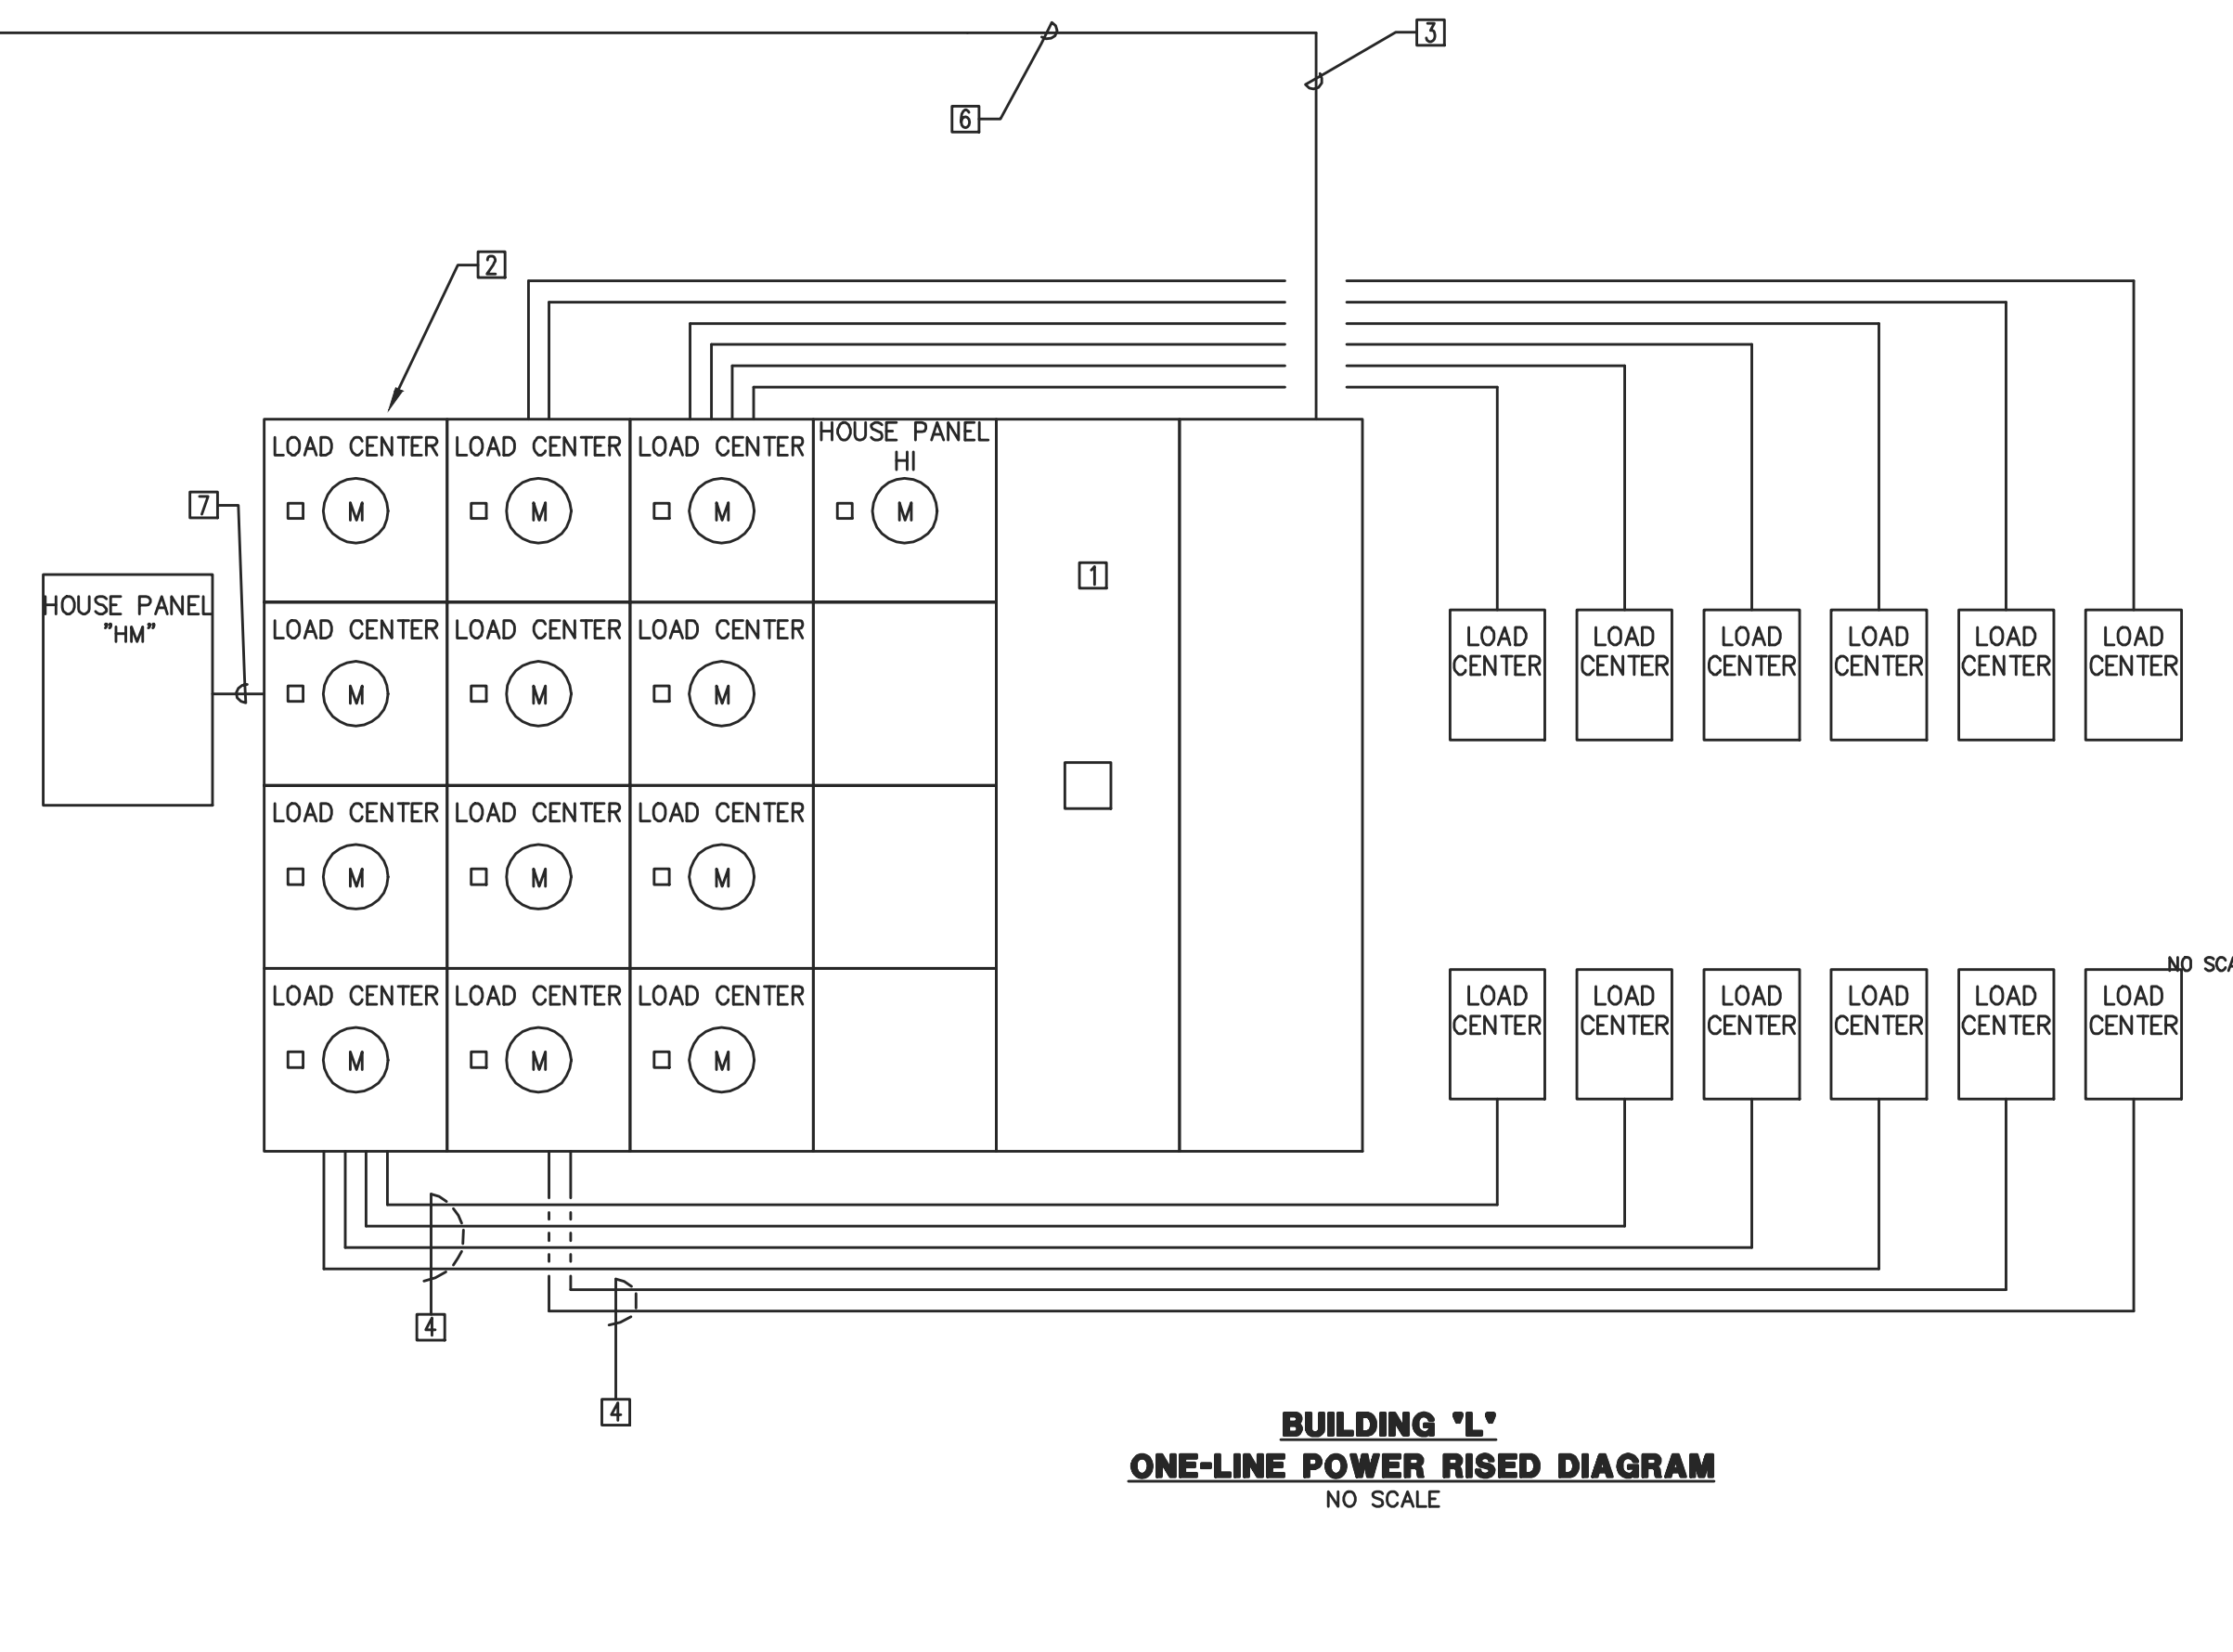 3
6
2
LOAD CENTER LOAD CENTER LOAD CENTER HOUSE PANEL
HI
M M M M
7
1
HOUSE PANEL
"HM"
LOAD CENTER LOAD CENTER LOAD CENTER
M M M
LOAD LOAD LOAD LOAD LOAD LOAD
CENTER CENTER CENTER CENTER CENTER CENTER
LOAD CENTER LOAD CENTER LOAD CENTER
M M M
NO SCA
LOAD CENTER LOAD CENTER LOAD CENTER
M M M
LOAD LOAD LOAD LOAD LOAD LOAD
CENTER CENTER CENTER CENTER CENTER CENTER
4
4
BUILDING 'L'
ONE-LINE POWER RISED DIAGRAM
NO SCALE